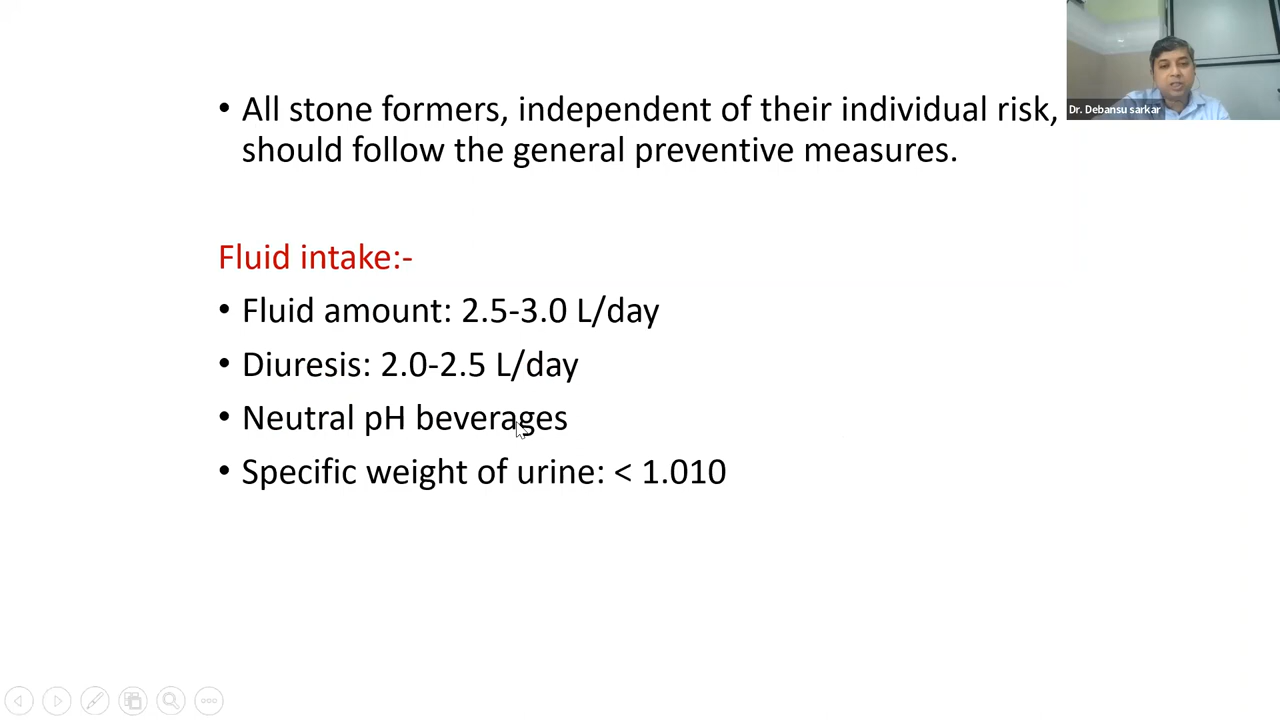 • All stone formers, independent of their individual risk,
should follow the general preventive measures.
Dr. Debansu sarkar
Fluid intake:-
• Fluid amount: 2.5-3.0 L/day
• Diuresis: 2.0-2.5 L/day
• Neutral pH beverages
• Specific weight of urine: < 1.010